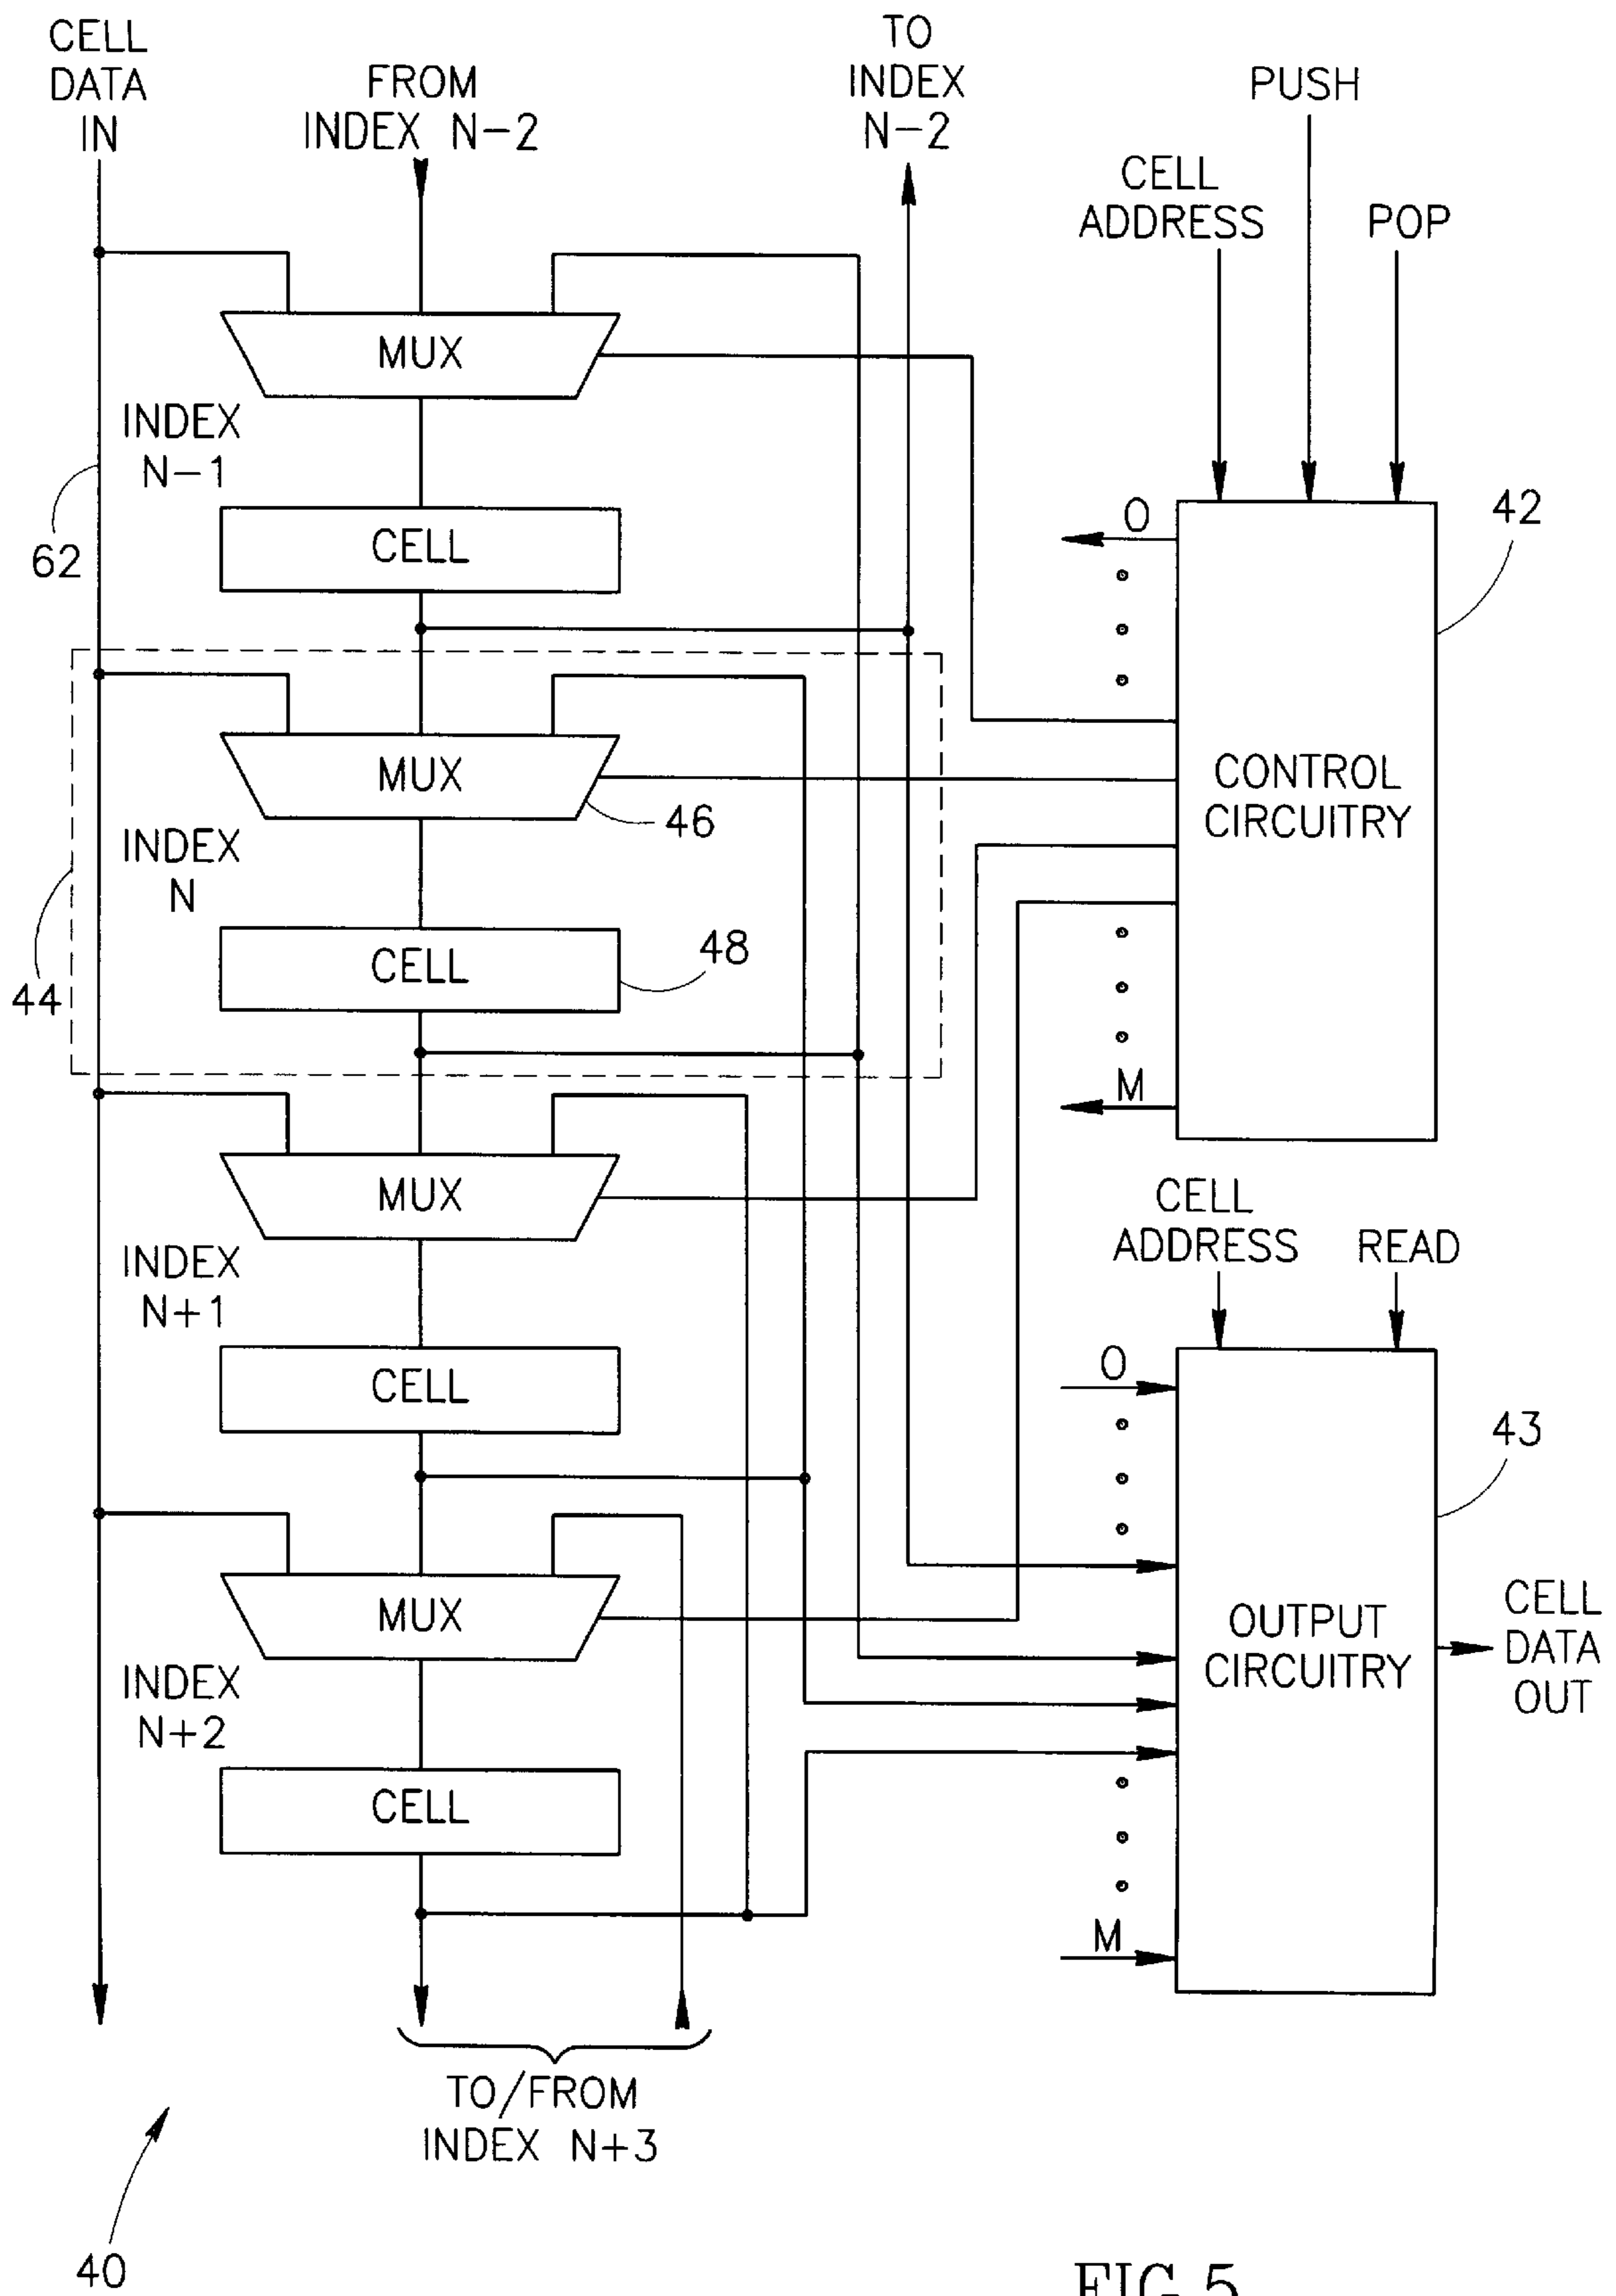 CELL
DATA
IN
FROM
INDEX N-2
TO
INDEX
N-2
PUSH
CELL
ADDRESS
POP
MUX
INDEX
N-1
62
CELL
O
42
MUX
46
INDEX
N
CELL
48
44
CONTROL
CIRCUITRY
M
MUX
INDEX
N+1
CELL
CELL
ADDRESS
READ
O
43
MUX
INDEX
N+2
CELL
OUTPUT
CIRCUITRY
CELL
DATA
OUT
M
TO/FROM
INDEX N+3
40
FIG.5